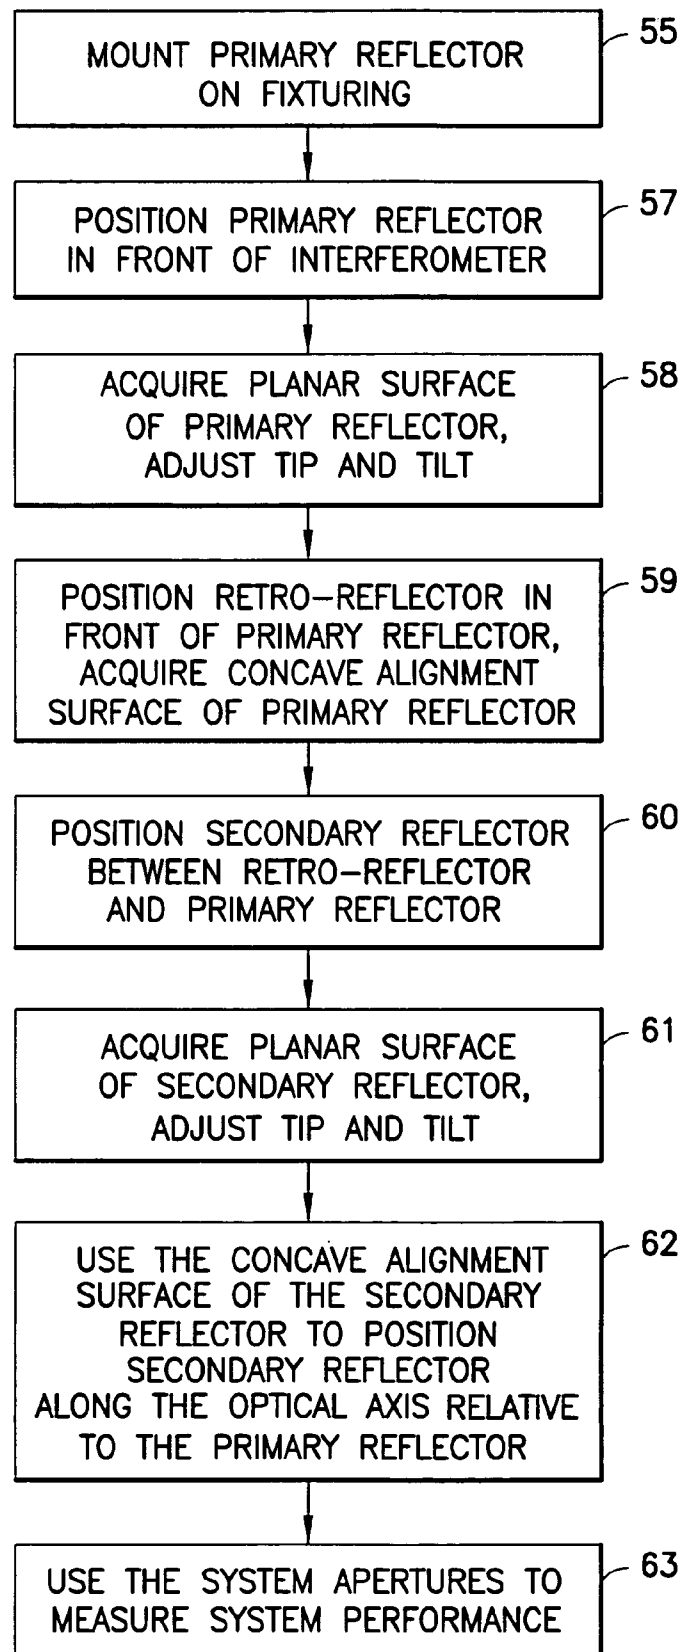 MOUNT PRIMARY REFLECTOR
ON FIXTURING
55
POSITION PRIMARY REFLECTOR
IN FRONT OF INTERFEROMETER
57
ACQUIRE PLANAR SURFACE
OF PRIMARY REFLECTOR,
ADJUST TIP AND TILT
58
POSITION RETRO-REFLECTOR IN
FRONT OF PRIMARY REFLECTOR,
ACQUIRE CONCAVE ALIGNMENT
SURFACE OF PRIMARY REFLECTOR
59
POSITION SECONDARY REFLECTOR
BETWEEN RETRO-REFLECTOR
AND PRIMARY REFLECTOR
60
ACQUIRE PLANAR SURFACE
OF SECONDARY REFLECTOR,
ADJUST TIP AND TILT
61
USE THE CONCAVE ALIGNMENT
SURFACE OF THE SECONDARY
REFLECTOR TO POSITION
SECONDARY REFLECTOR
ALONG THE OPTICAL AXIS RELATIVE
TO THE PRIMARY REFLECTOR
62
USE THE SYSTEM APERTURES TO
MEASURE SYSTEM PERFORMANCE
63